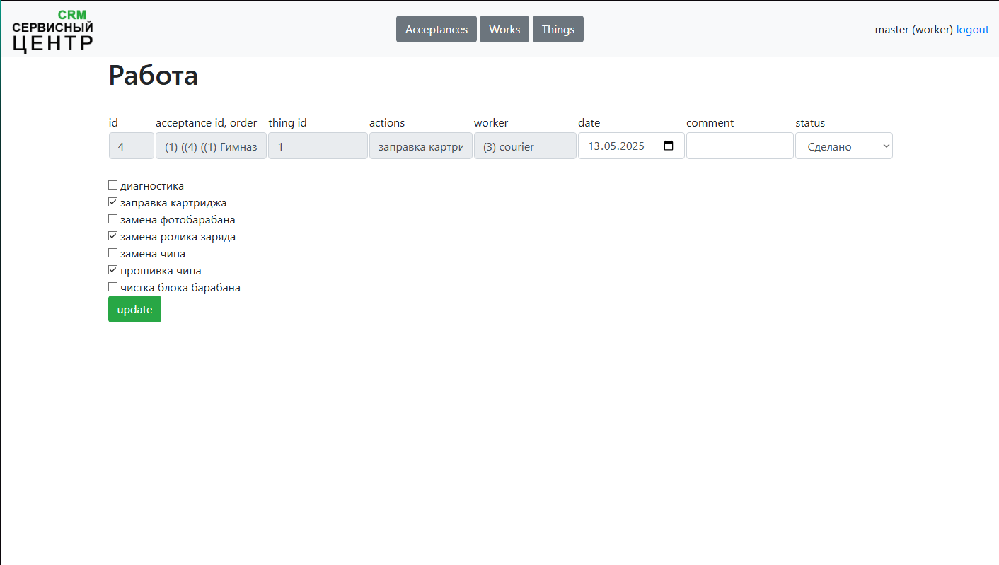 CRM
СЕРВИСНЫЙ
ЦЕНТР
Acceptances Works Things
master (worker) logout
Работа
id acceptance id, order thing id actions worker date comment status
4 (1) ((4) ((1) Гимназ 1 заправка картри (3) courier 13.05.2025 Сделано
диагностика
заправка картриджа
замена фотобарабана
замена ролика заряда
замена чипа
прошивка чипа
чистка блока барабана
update